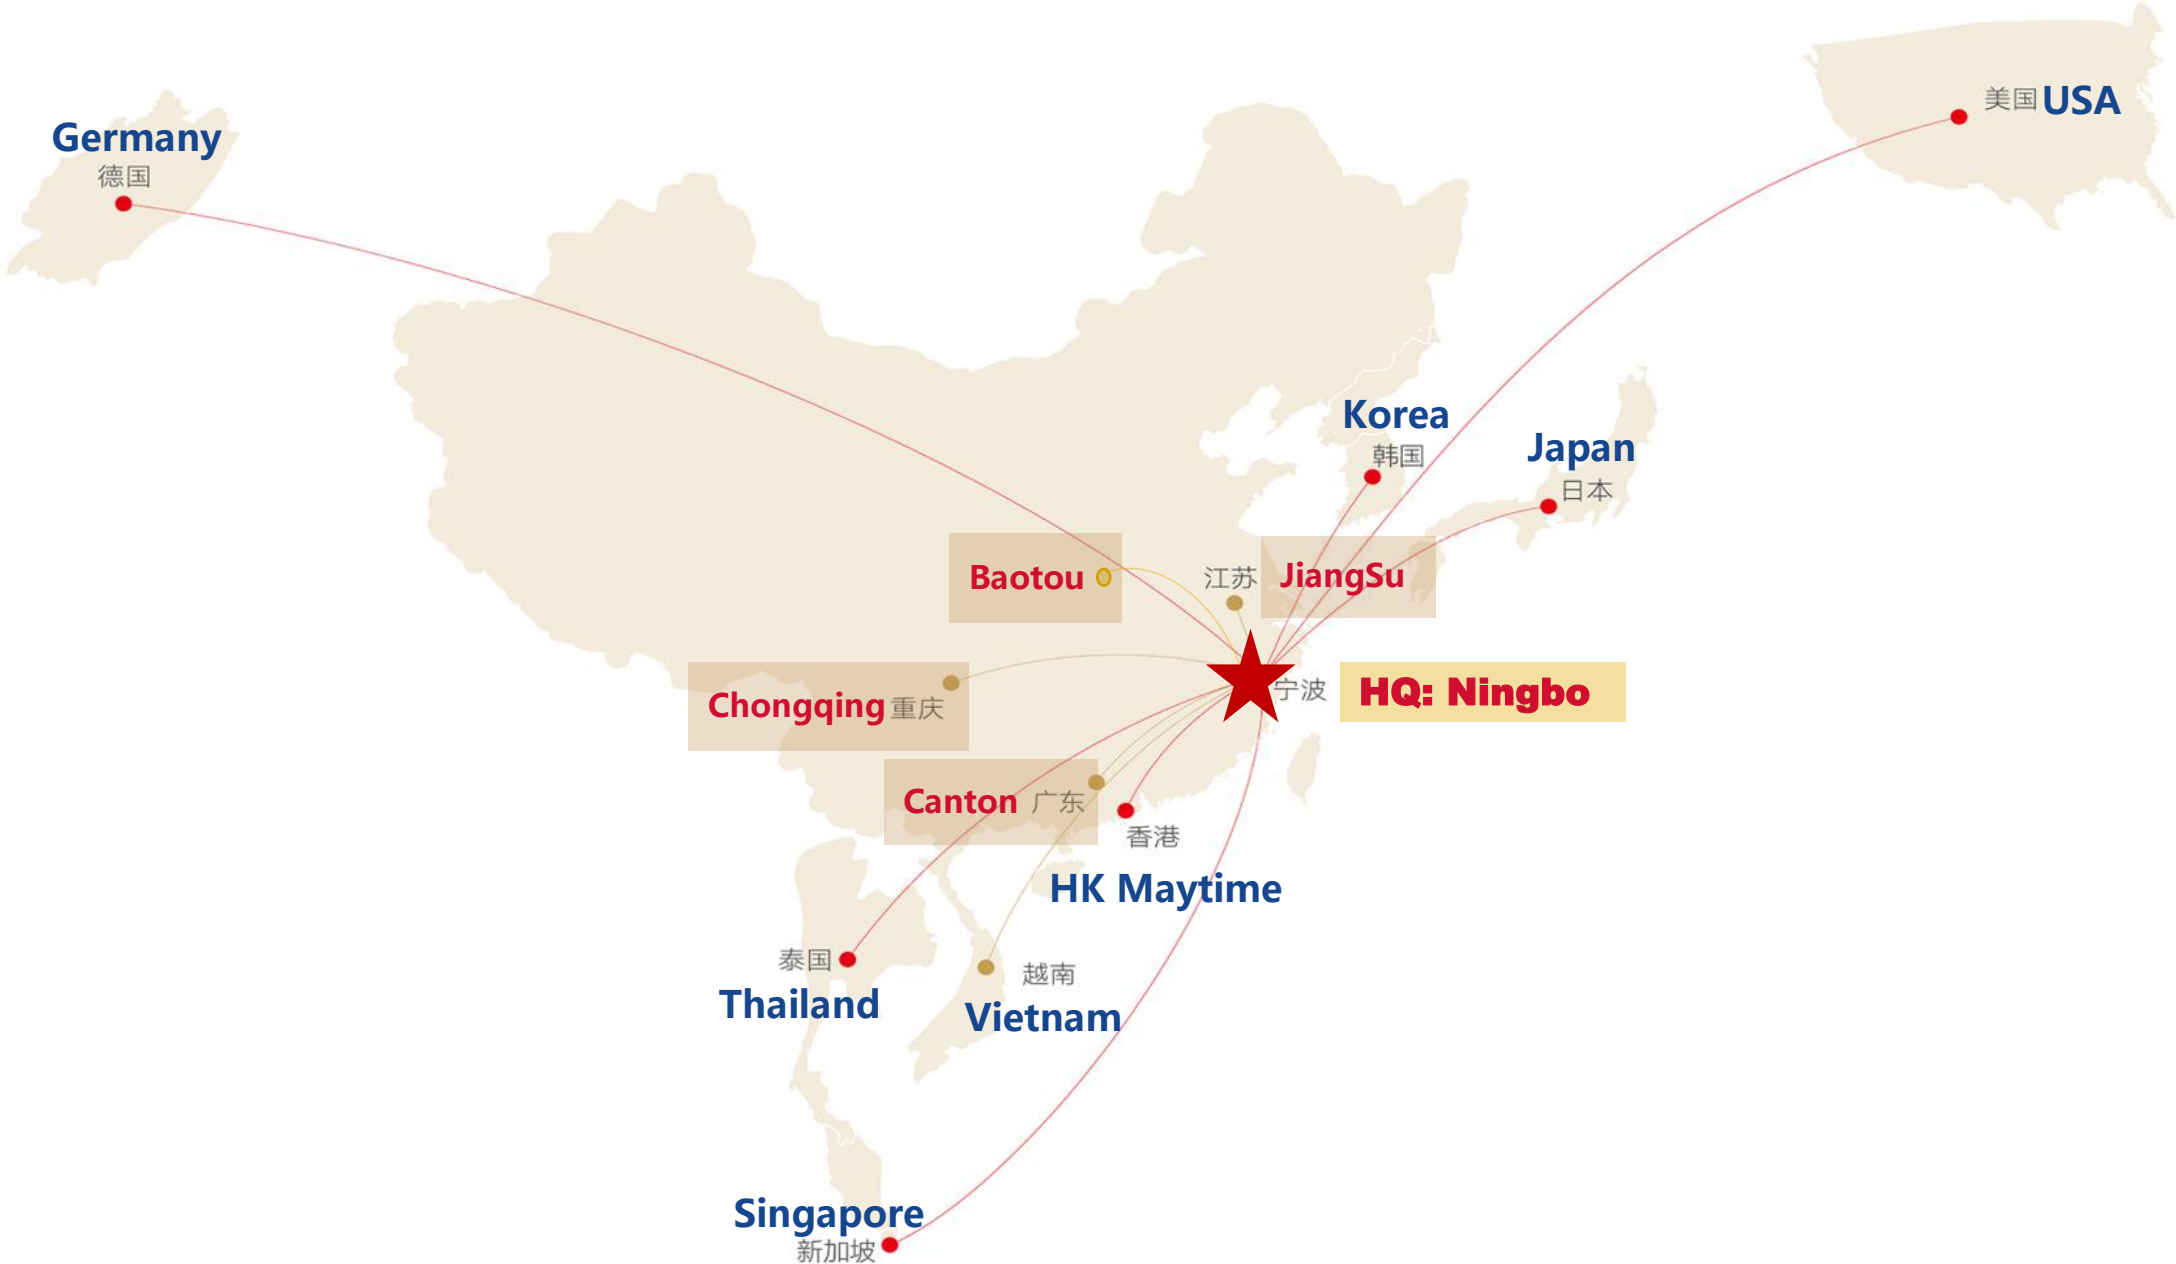 美国 USA
Germany
德国
Korea
韩国
Japan
日本
Baotou
江苏 JiangSu
Chongqing 重庆
宁波 HQ: Ningbo
Canton 广东
香港
HK Maytime
泰国
Thailand
越南
Vietnam
Singapore
新加坡